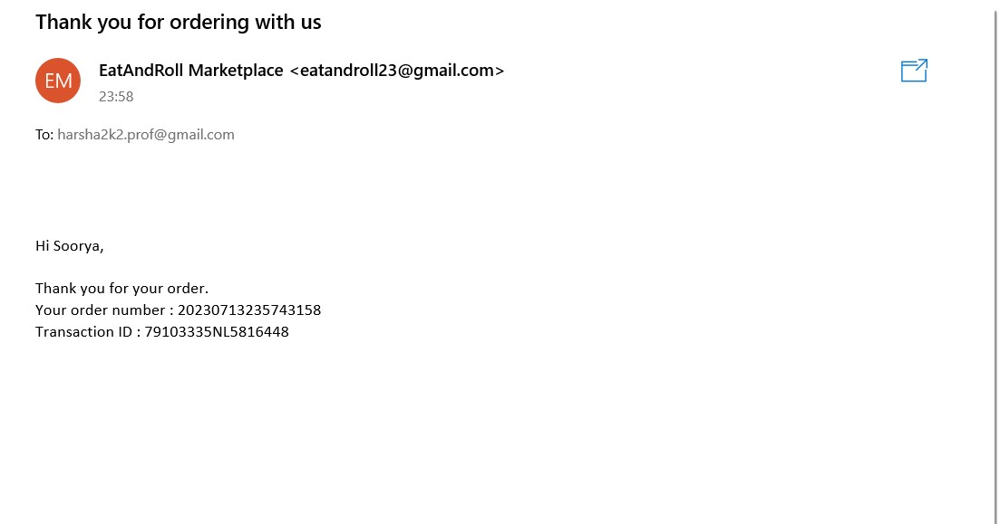 Thank you for ordering with us
EM
EatAndRoll Marketplace <eatandroll23@gmail.com>
23:58
To: harsha2k2.prof@gmail.com
Hi Soorya,
Thank you for your order.
Your order number : 20230713235743158
Transaction ID : 79103335NL5816448